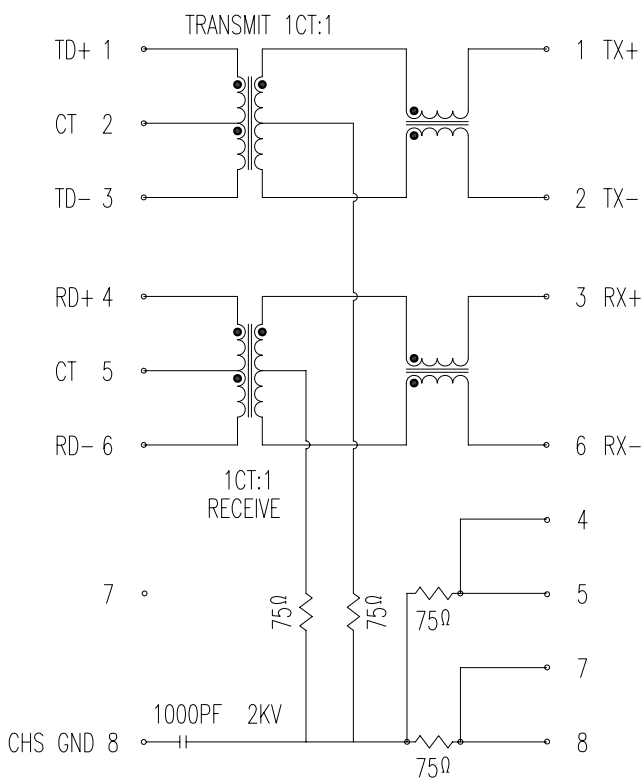 TRANSMIT 1CT:1
TD+ 1
1 TX+
CT 2
TD- 3
2 TX-
RD+ 4
3 RX+
CT 5
RD- 6
6 RX-
1CT:1
RECEIVE
4
7
75Ω
75Ω
75Ω
5
7
1000PF 2KV
CHS GND 8
75Ω
8